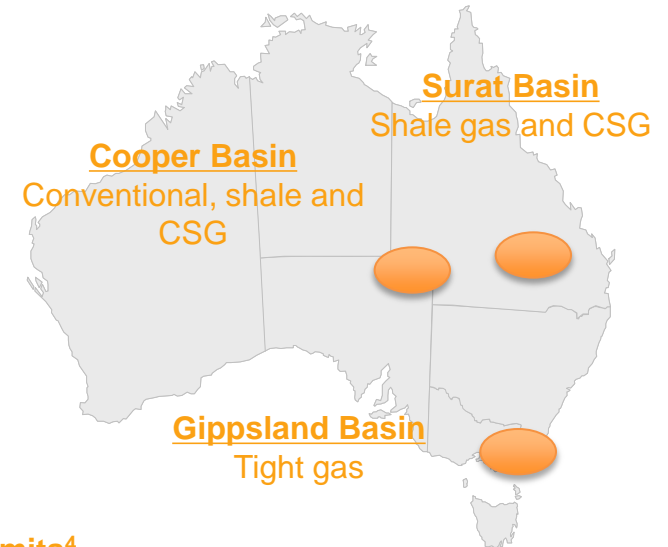 Surat Basin
Shale gas and CSG
Cooper Basin
Conventional, shale and
CSG
Gippsland Basin
Tight gas